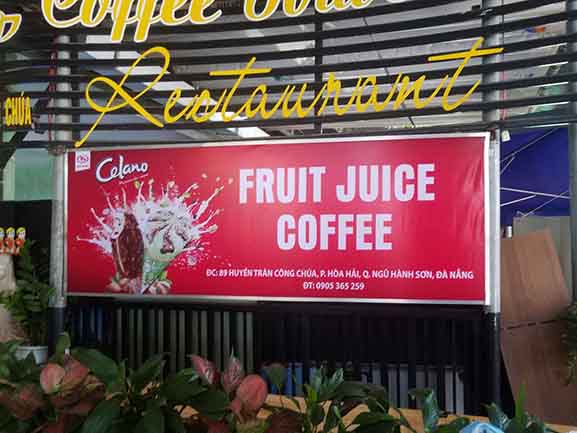 Coffee
Restaurant
CHÚA
Celano
FRUIT JUICE
COFFEE
ĐC: 89 HUYỀN TRÂN CÔNG CHÚA, P. HÒA HẢI, Q. NGŨ HÀNH SƠN, ĐÀ NẴNG
ĐT: 0905 365 259